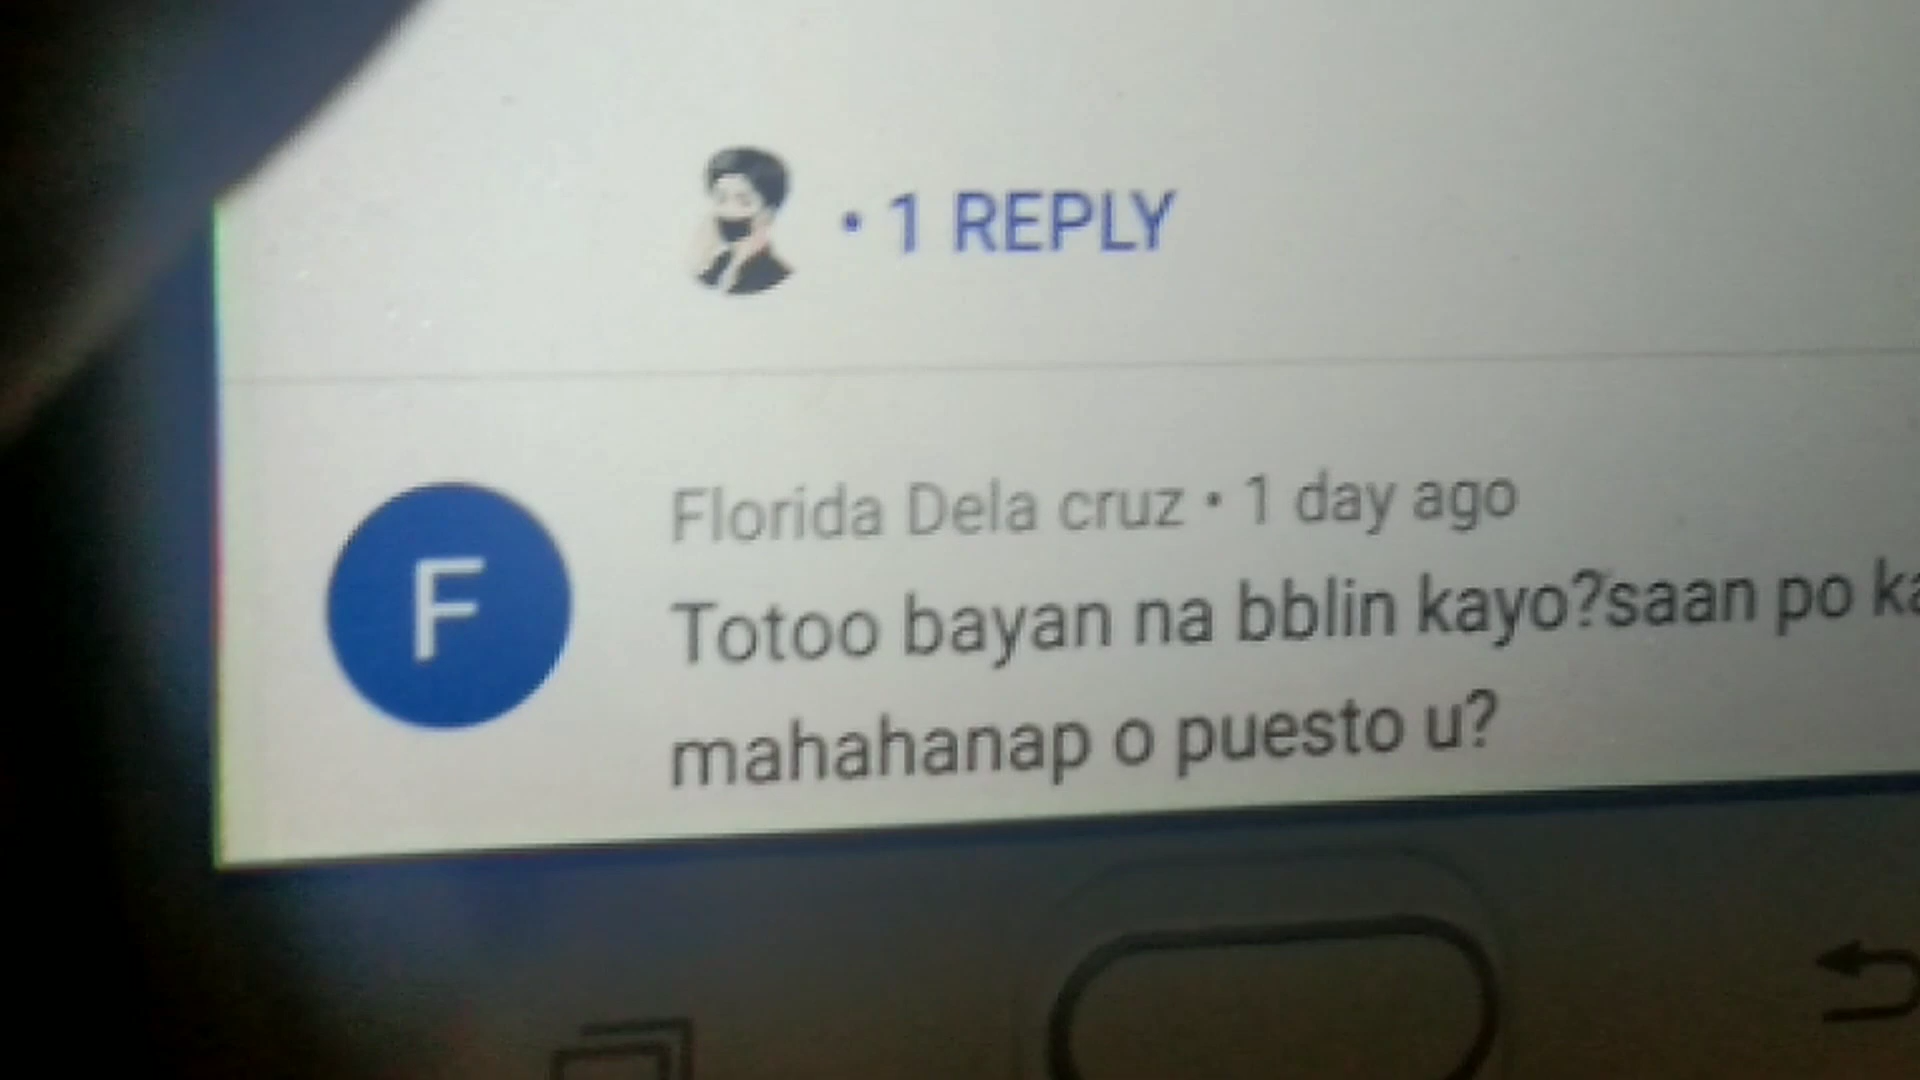 • 1 REPLY
F
Florida Dela cruz • 1 day ago
Totoo bayan na bblin kayo?saan po
mahahanap o puesto u?